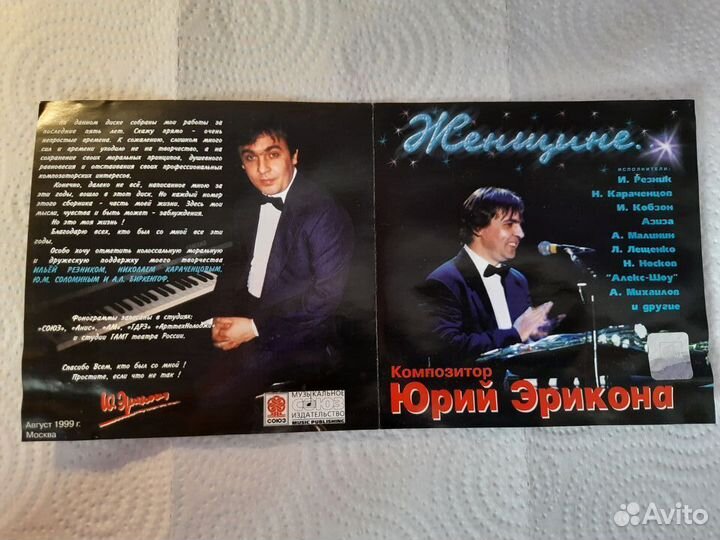 На данном диске собраны мои работы за
последние пять лет. Скажу прямо - очень
непростые времена. К сожалению, слишком много
сил и времени уходило не на творчество, а на
сохранение своих моральных принципов, душевного
равновесия и отстаивания своих профессиональных
композиторских интересов.
Конечно, далеко не всё, написанное мною за
эти годы, вошло в этот диск. Но каждый номер
этого сборника - часть моей жизни. Здесь мои
мысли, чувства и быть может - заблуждения.
Но это моя жизнь !
Благодарю всех, кто был со мной все эти
годы.
Особо хочу отметить колоссальную моральную
и дружескую поддержку моего творчества
ИЛЬЁЙ РЕЗНИКОМ, НИКОЛАЕМ КАРАЧЕНЦОВЫМ,
Ю.М. СОЛОМИНЫМ И А.Л. БИРКЕНГОФ.
Фонограммы записаны в студиях:
«СОЮЗ», «Анис», «ЛМ», «ГДРЗ»
и студии ГАМТ театра России.
Спасибо Всем, кто был со мной !
Простите, если что не так !
Ю.Эрикона
Август 1999 г.
Москва
СОЮЗ
МУЗЫКАЛЬНОЕ
СОЮЗ
ИЗДАТЕЛЬСТВО
MUSIC PUBLISHING
Женщине.
ИСПОЛНИТЕЛИ:
И. Резник
Н. Караченцов
И. Кобзон
Азиза
А. Малинин
Л. Лещенко
Н. Носков
"Алекс-Шоу"
А. Михайлов
и другие
Композитор
Юрий Эрикона
Avito